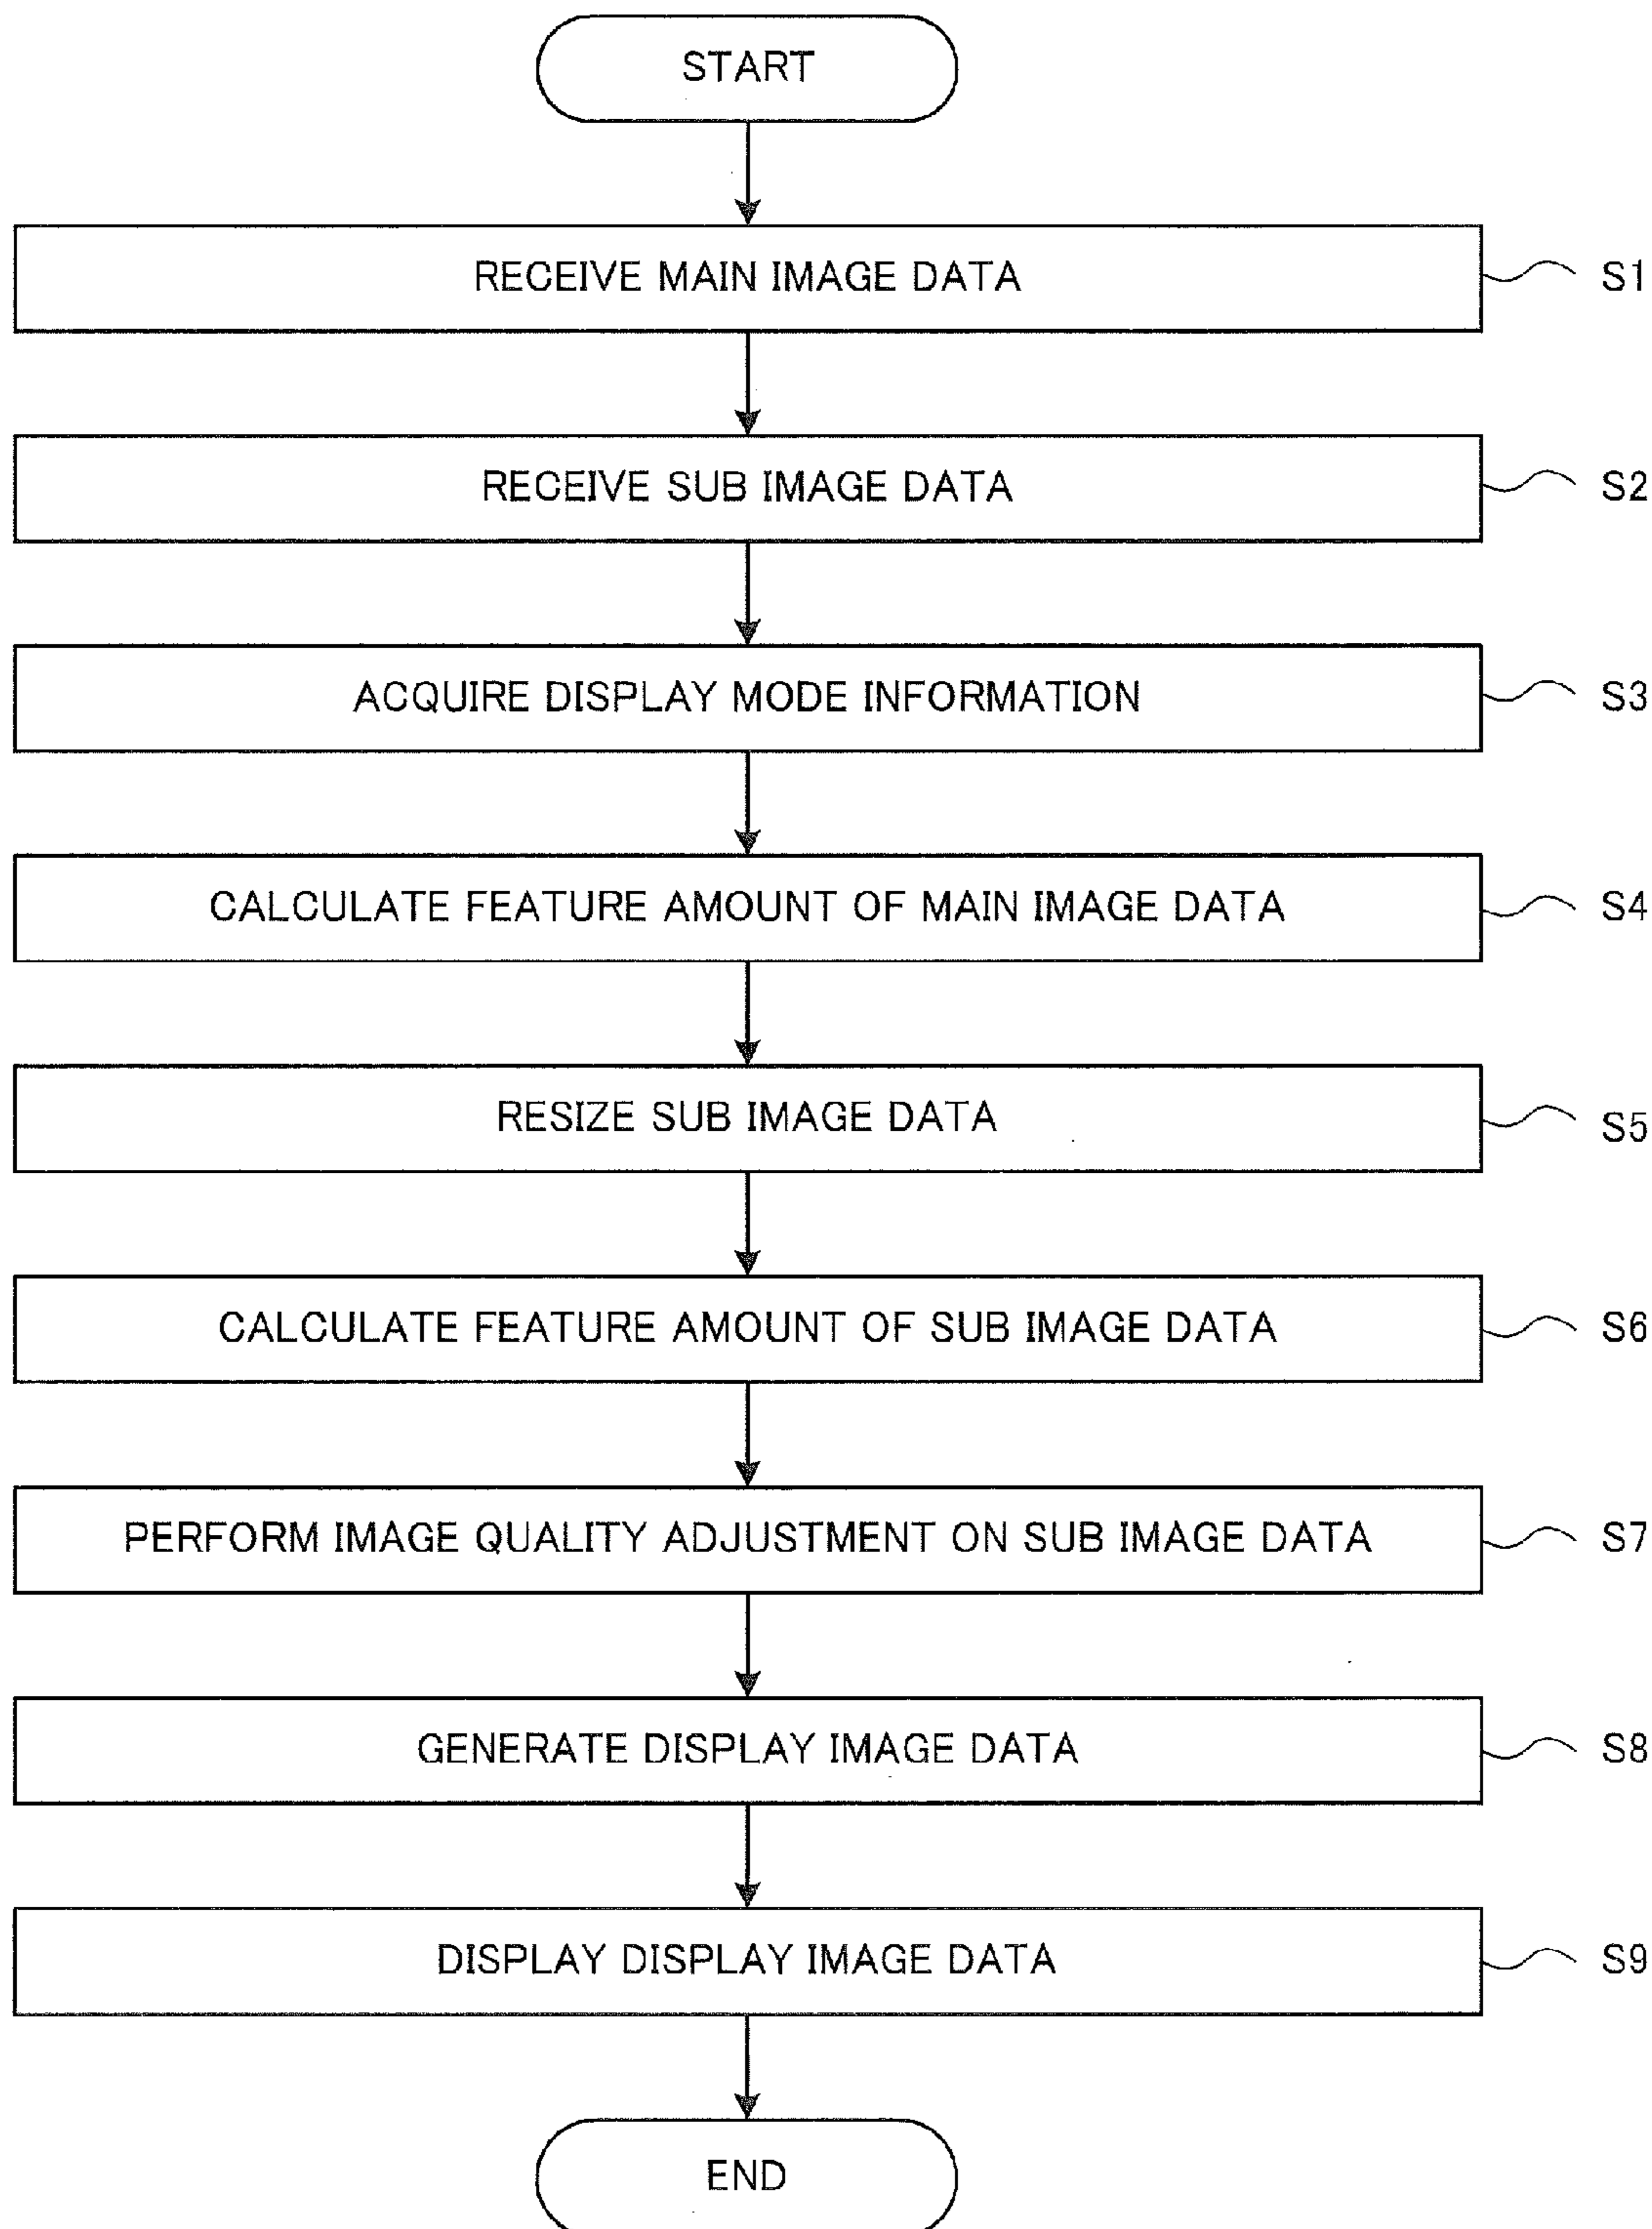 START
RECEIVE MAIN IMAGE DATA S1
RECEIVE SUB IMAGE DATA S2
ACQUIRE DISPLAY MODE INFORMATION S3
CALCULATE FEATURE AMOUNT OF MAIN IMAGE DATA S4
RESIZE SUB IMAGE DATA S5
CALCULATE FEATURE AMOUNT OF SUB IMAGE DATA S6
PERFORM IMAGE QUALITY ADJUSTMENT ON SUB IMAGE DATA S7
GENERATE DISPLAY IMAGE DATA S8
DISPLAY DISPLAY IMAGE DATA S9
END